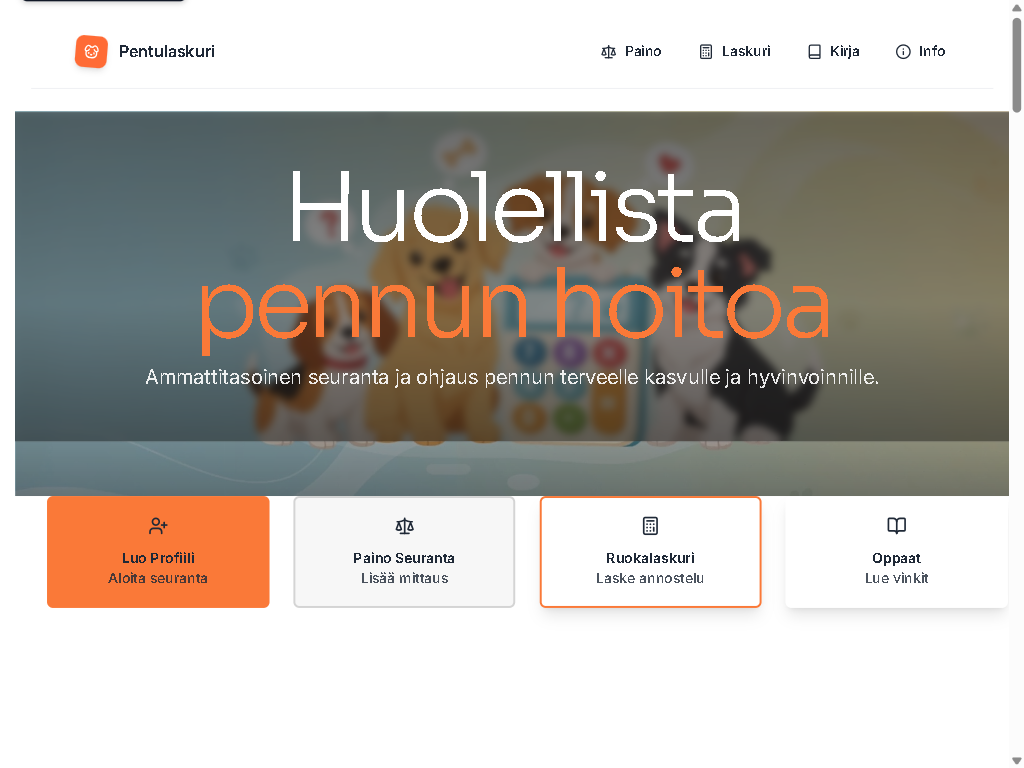 Pentulaskuri
Paino
Laskuri
Kirja
Info
Huolellista
pennun hoitoa
Ammattitasoinen seuranta ja ohjaus pennun terveelle kasvulle ja hyvinvoinnille.
Luo Profiili
Aloita seuranta
Paino Seuranta
Lisää mittaus
Ruokalaskuri
Laske annostelu
Oppaat
Lue vinkit